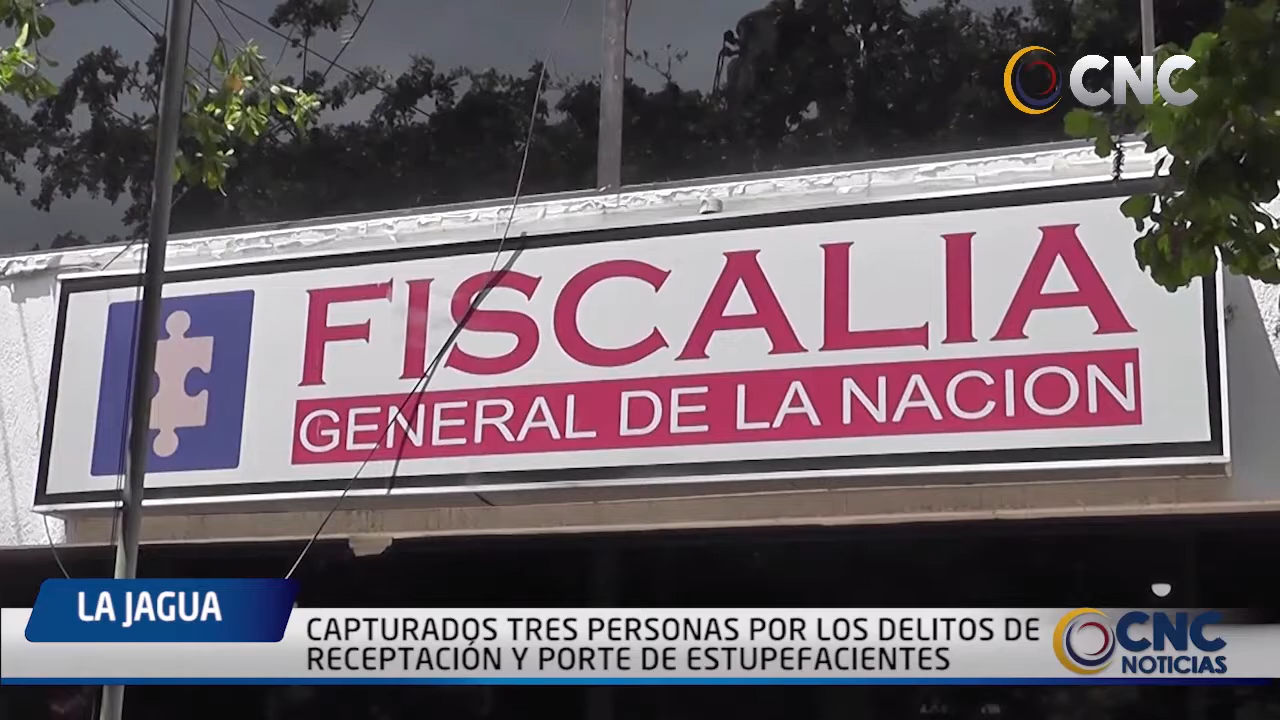 CNC
FISCALIA
GENERAL DE LA NACION
LA JAGUA
CAPTURADOS TRES PERSONAS POR LOS DELITOS DE
RECEPTACIÓN Y PORTE DE ESTUPEFACIENTES
CNC
NOTICIAS